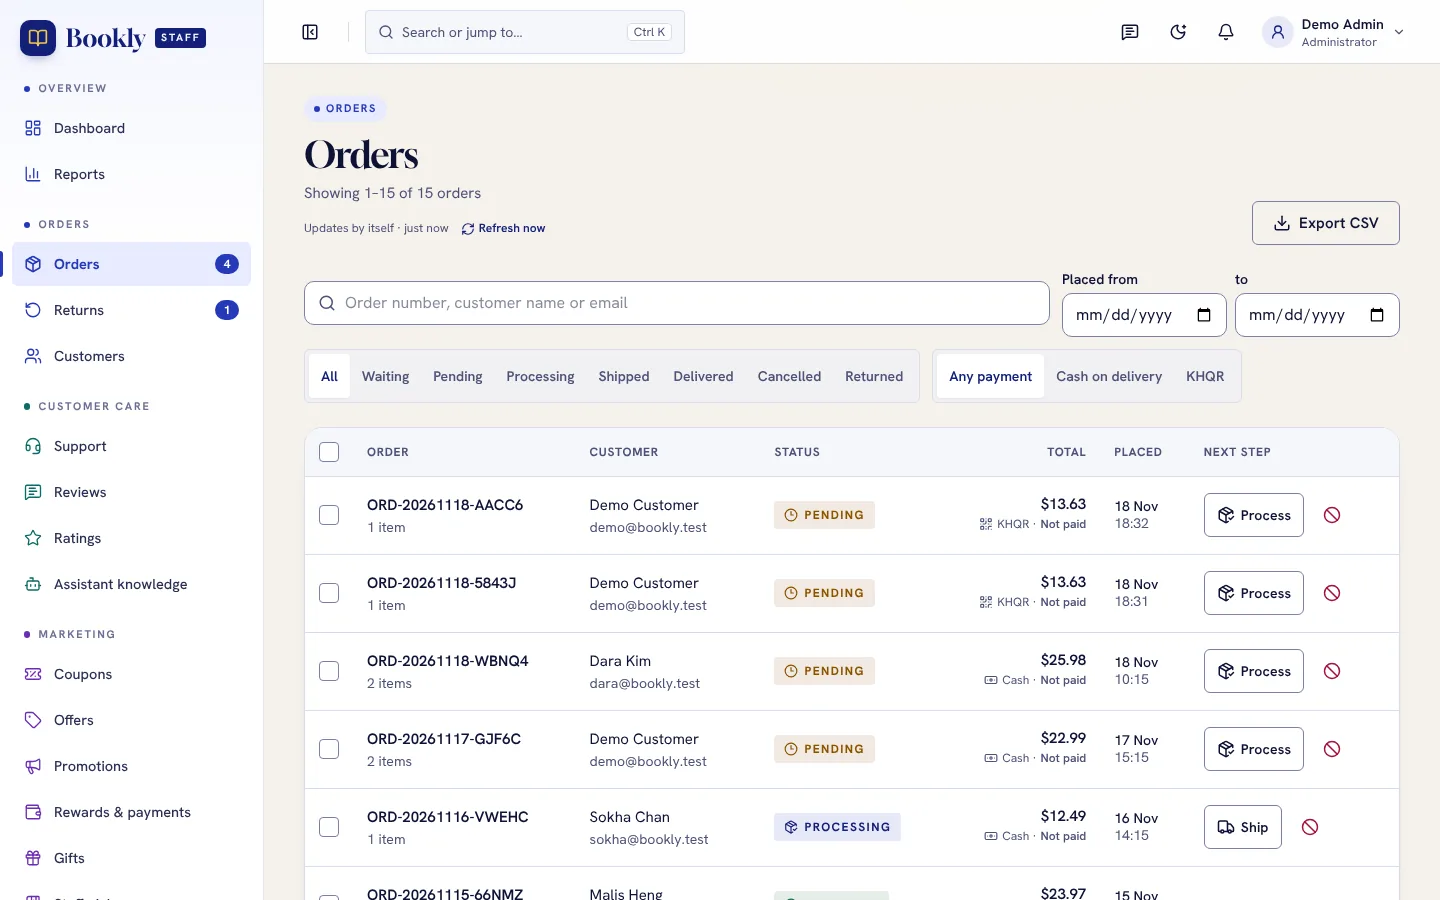 Bookly STAFF
OVERVIEW
Dashboard
Reports
ORDERS
Orders 4
Returns 1
Customers
CUSTOMER CARE
Support
Reviews
Ratings
Assistant knowledge
MARKETING
Coupons
Offers
Promotions
Rewards & payments
Gifts
Search or jump to... Ctrl K
Demo Admin
Administrator
ORDERS
Orders
Showing 1–15 of 15 orders
Updates by itself · just now Refresh now
Export CSV
Order number, customer name or email
Placed from
mm/dd/yyyy
to
mm/dd/yyyy
All Waiting Pending Processing Shipped Delivered Cancelled Returned
Any payment Cash on delivery KHQR
ORDER CUSTOMER STATUS TOTAL PLACED NEXT STEP
ORD-20261118-AACC6 Demo Customer PENDING $13.63 18 Nov Process
1 item demo@bookly.test KHQR · Not paid 18:32
ORD-20261118-5843J Demo Customer PENDING $13.63 18 Nov Process
1 item demo@bookly.test KHQR · Not paid 18:31
ORD-20261118-WBNQ4 Dara Kim PENDING $25.98 18 Nov Process
2 items dara@bookly.test Cash · Not paid 10:15
ORD-20261117-GJF6C Demo Customer PENDING $22.99 17 Nov Process
2 items demo@bookly.test Cash · Not paid 15:15
ORD-20261116-VWEHC Sokha Chan PROCESSING $12.49 16 Nov Ship
1 item sokha@bookly.test Cash · Not paid 14:15
ORD-20261115-66NMZ Malis Heng $23.97 15 Nov